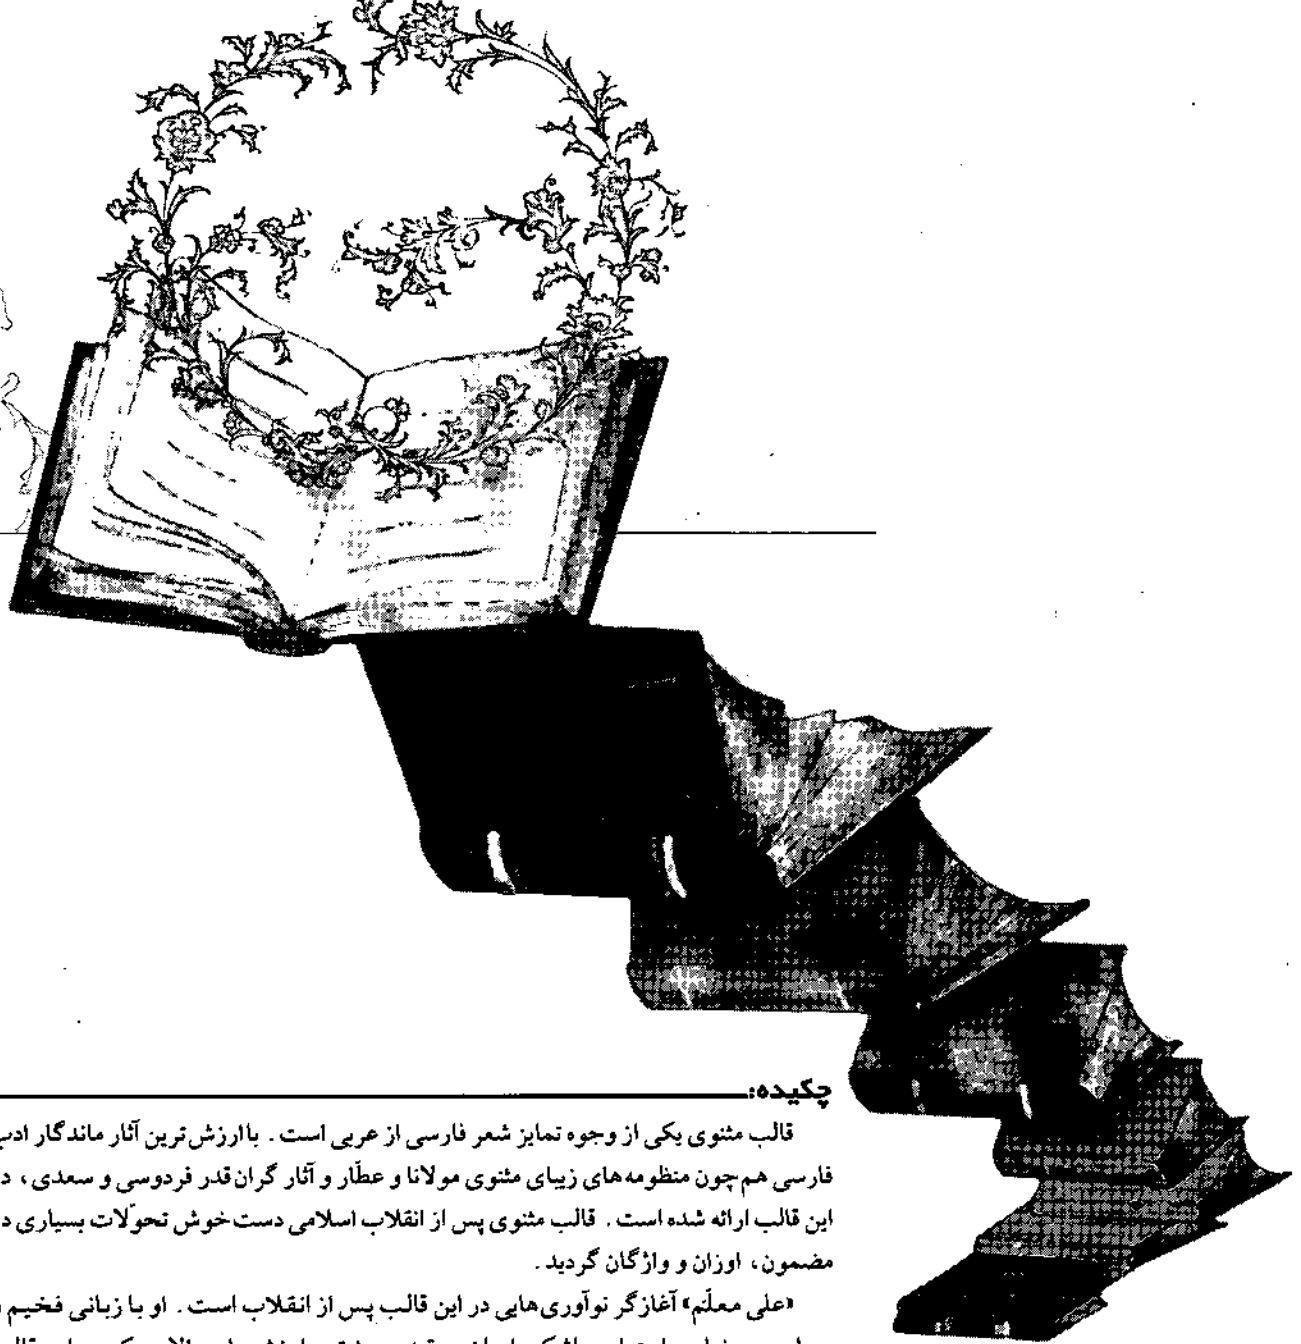 چکیده:
قالب مثنوی یکی از وجوه تمایز شعر فارسی از عربی است. باارزش‌ترین آثار ماندگار ادب
فارسی هم‌چون منظومه‌های زیبای مثنوی مولانا و عطّار و آثار گران‌قدر فردوسی و سعدی، د
این قالب ارائه شده است. قالب مثنوی پس از انقلاب اسلامی دست‌خوش تحوّلات بسیاری د
مضمون، اوزان و واژگان گردید.
«علی معلّم» آغازگر نوآوری‌هایی در این قالب پس از انقلاب است. او با زبانی فخیم